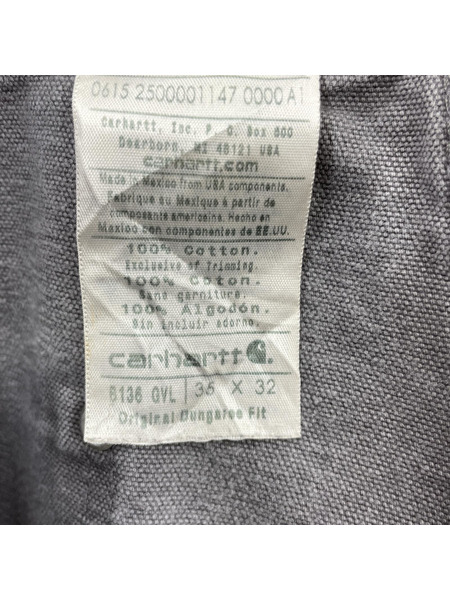 0615 2500001147 0000 A1
Carhartt, Inc. P. O. Box 600
Dearborn, MI 48121 USA
carhartt.com
Made in Mexico from USA components.
Fabriqué au Mexique à partir de
composants americains. Hecho en
Maxico con componentes de EE.UU.
100% Cotton.
Exclusive of Trimming.
100% Coton.
Sans garniture.
100% Algodón.
Sin incluir adorno.
carhartt
B136 GVL 36 X 32
Original Dungaree Fit